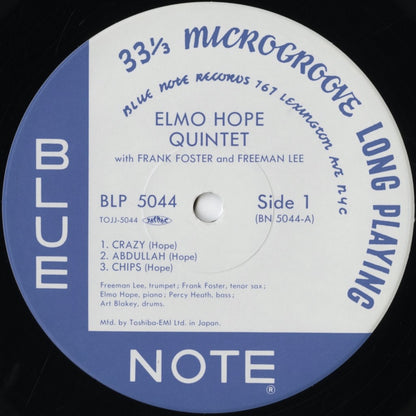 33⅓ MICROGROOVE LONG PLAYING
BLUE NOTE RECORDS 767 LEXINGTON AVE NYC
ELMO HOPE
QUINTET
with FRANK FOSTER and FREEMAN LEE
BLP 5044 Side 1
TOJJ-5044 (BN 5044-A)
1. CRAZY (Hope)
2. ABDULLAH (Hope)
3. CHIPS (Hope)
Freeman Lee, trumpet; Frank Foster, tenor sax;
Elmo Hope, piano; Percy Heath, bass;
Art Blakey, drums.
Mfd. by Toshiba-EMI Ltd. in Japan.
BLUE
NOTE ®